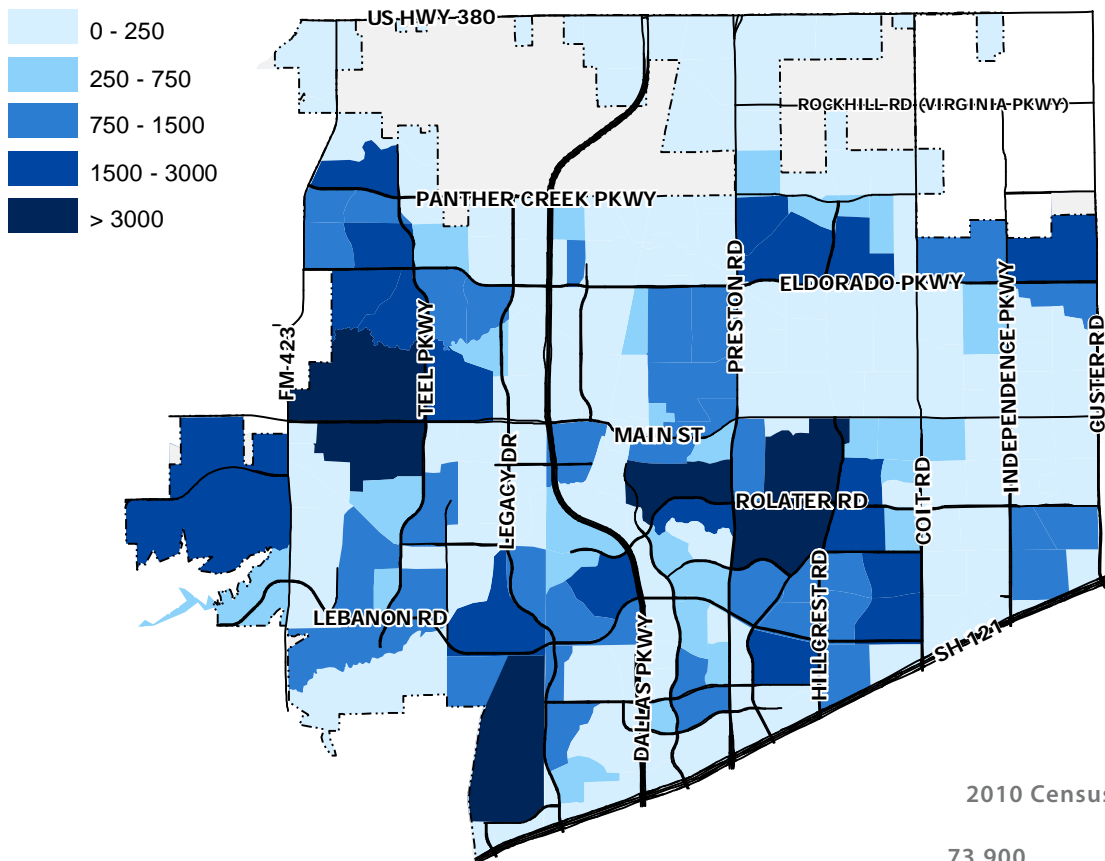 US HWY 380
0 - 250
250 - 750
750 - 1500
1500 - 3000
> 3000
ROCKHILL RD (VIRGINIA PKWY)
PANTHER CREEK PKWY
ELDORADO PKWY
PRESTON RD
INDEPENDENCE PKWY
CUSTER RD
FM-423
TEEL PKWY
MAIN ST
LEGACY DR
ROLATER RD
COIT RD
HILLCREST RD
LEBANON RD
DALLAS PKWY
SH 121
2010 Census
73,900